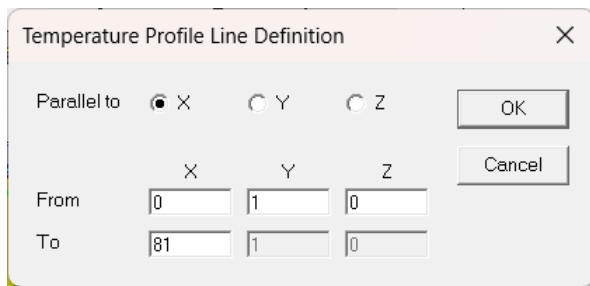 Temperature Profile Line Definition
Parallel to X Y Z OK
X Y Z Cancel
From 0 1 0
To 81 1 0